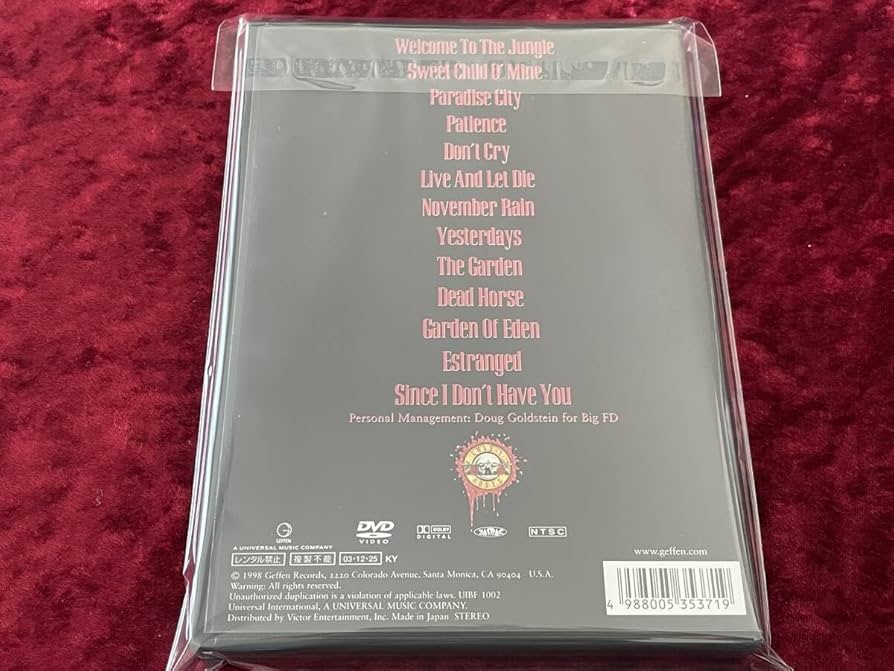 Welcome To The Jungle
Sweet Child O' Mine
Paradise City
Patience
Don't Cry
Live And Let Die
November Rain
Yesterdays
The Garden
Dead Horse
Garden Of Eden
Estranged
Since I Don't Have You
Personal Management: Doug Goldstein for Big FD
GUNS N' ROSES
GEFFEN
A UNIVERSAL MUSIC COMPANY
DVD VIDEO
DOLBY DIGITAL
NTSC
www.geffen.com
レンタル禁止 複製不能 03・12・25 KY
© 1998 Geffen Records, 2220 Colorado Avenue, Santa Monica, CA 90404 - U.S.A.
Warning: All rights reserved.
Unauthorized duplication is a violation of applicable laws. UIBF-1002
Universal International, A UNIVERSAL MUSIC COMPANY.
Distributed by Victor Entertainment, Inc. Made in Japan STEREO
4 988005 353719